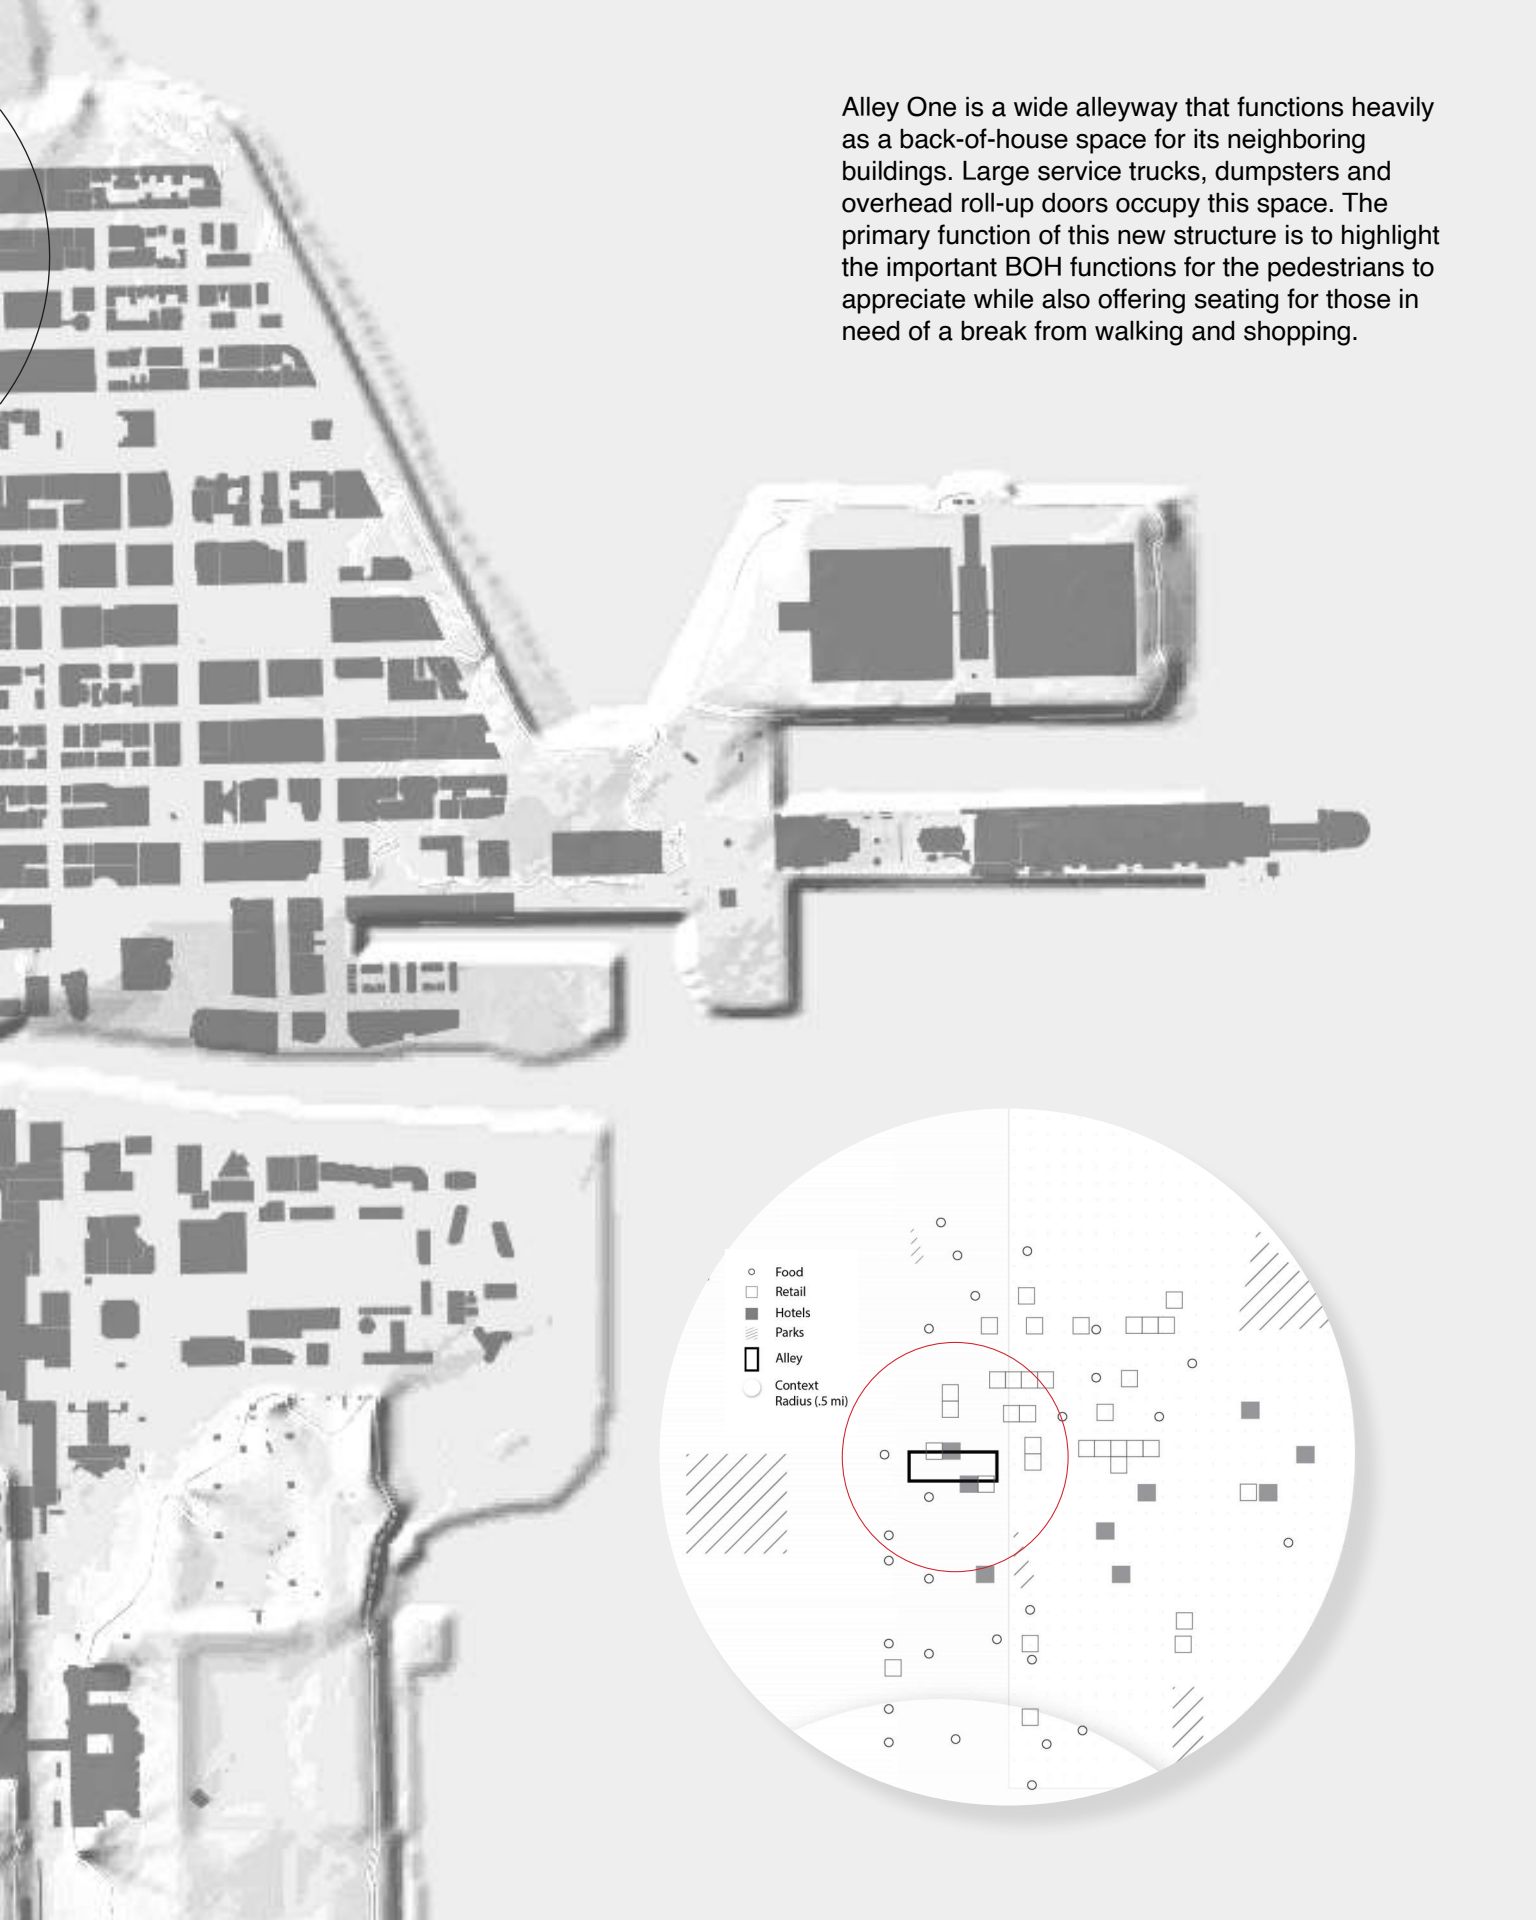 Alley One is a wide alleyway that functions heavily
as a back-of-house space for its neighboring
buildings. Large service trucks, dumpsters and
overhead roll-up doors occupy this space. The
primary function of this new structure is to highlight
the important BOH functions for the pedestrians to
appreciate while also offering seating for those in
need of a break from walking and shopping.
Food
Retail
Hotels
Parks
Alley
Context
Radius (.5 mi)